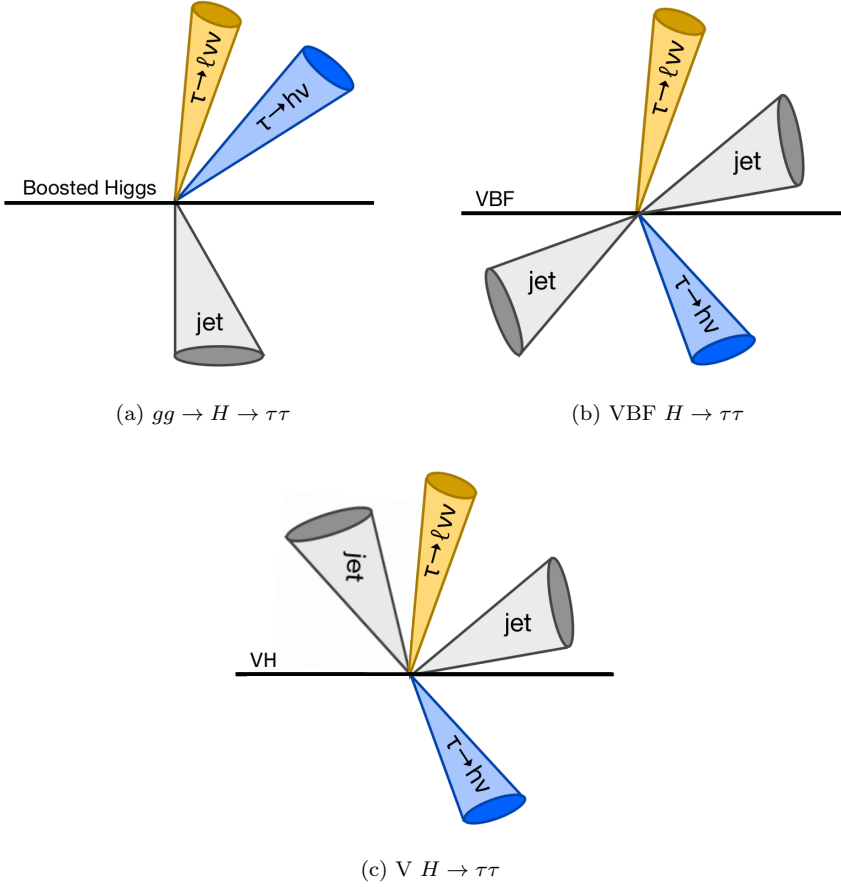 τ→ℓνν
τ→hν
Boosted Higgs
jet
(a) gg → H → ττ
τ→ℓνν
jet
VBF
jet
τ→hν
(b) VBF H → ττ
τ→ℓνν
jet
jet
VH
τ→hν
(c) V H → ττ